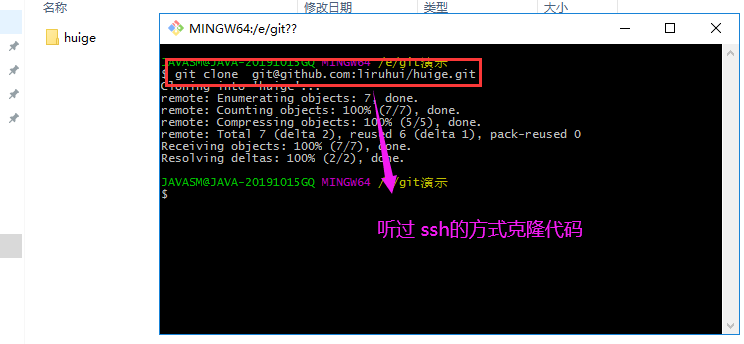 名称 修改日期 类型 大小
huige
MINGW64:/e/git??
JAVASM@JAVA-20191015GQ MINGW64 /e/git演示
$ git clone  git@github.com:liruhui/huige.git
Cloning into 'huige'...
remote: Enumerating objects: 7, done.
remote: Counting objects: 100% (7/7), done.
remote: Compressing objects: 100% (5/5), done.
remote: Total 7 (delta 2), reused 6 (delta 1), pack-reused 0
Receiving objects: 100% (7/7), done.
Resolving deltas: 100% (2/2), done.
JAVASM@JAVA-20191015GQ MINGW64 /e/git演示
$
听过 ssh的方式克隆代码